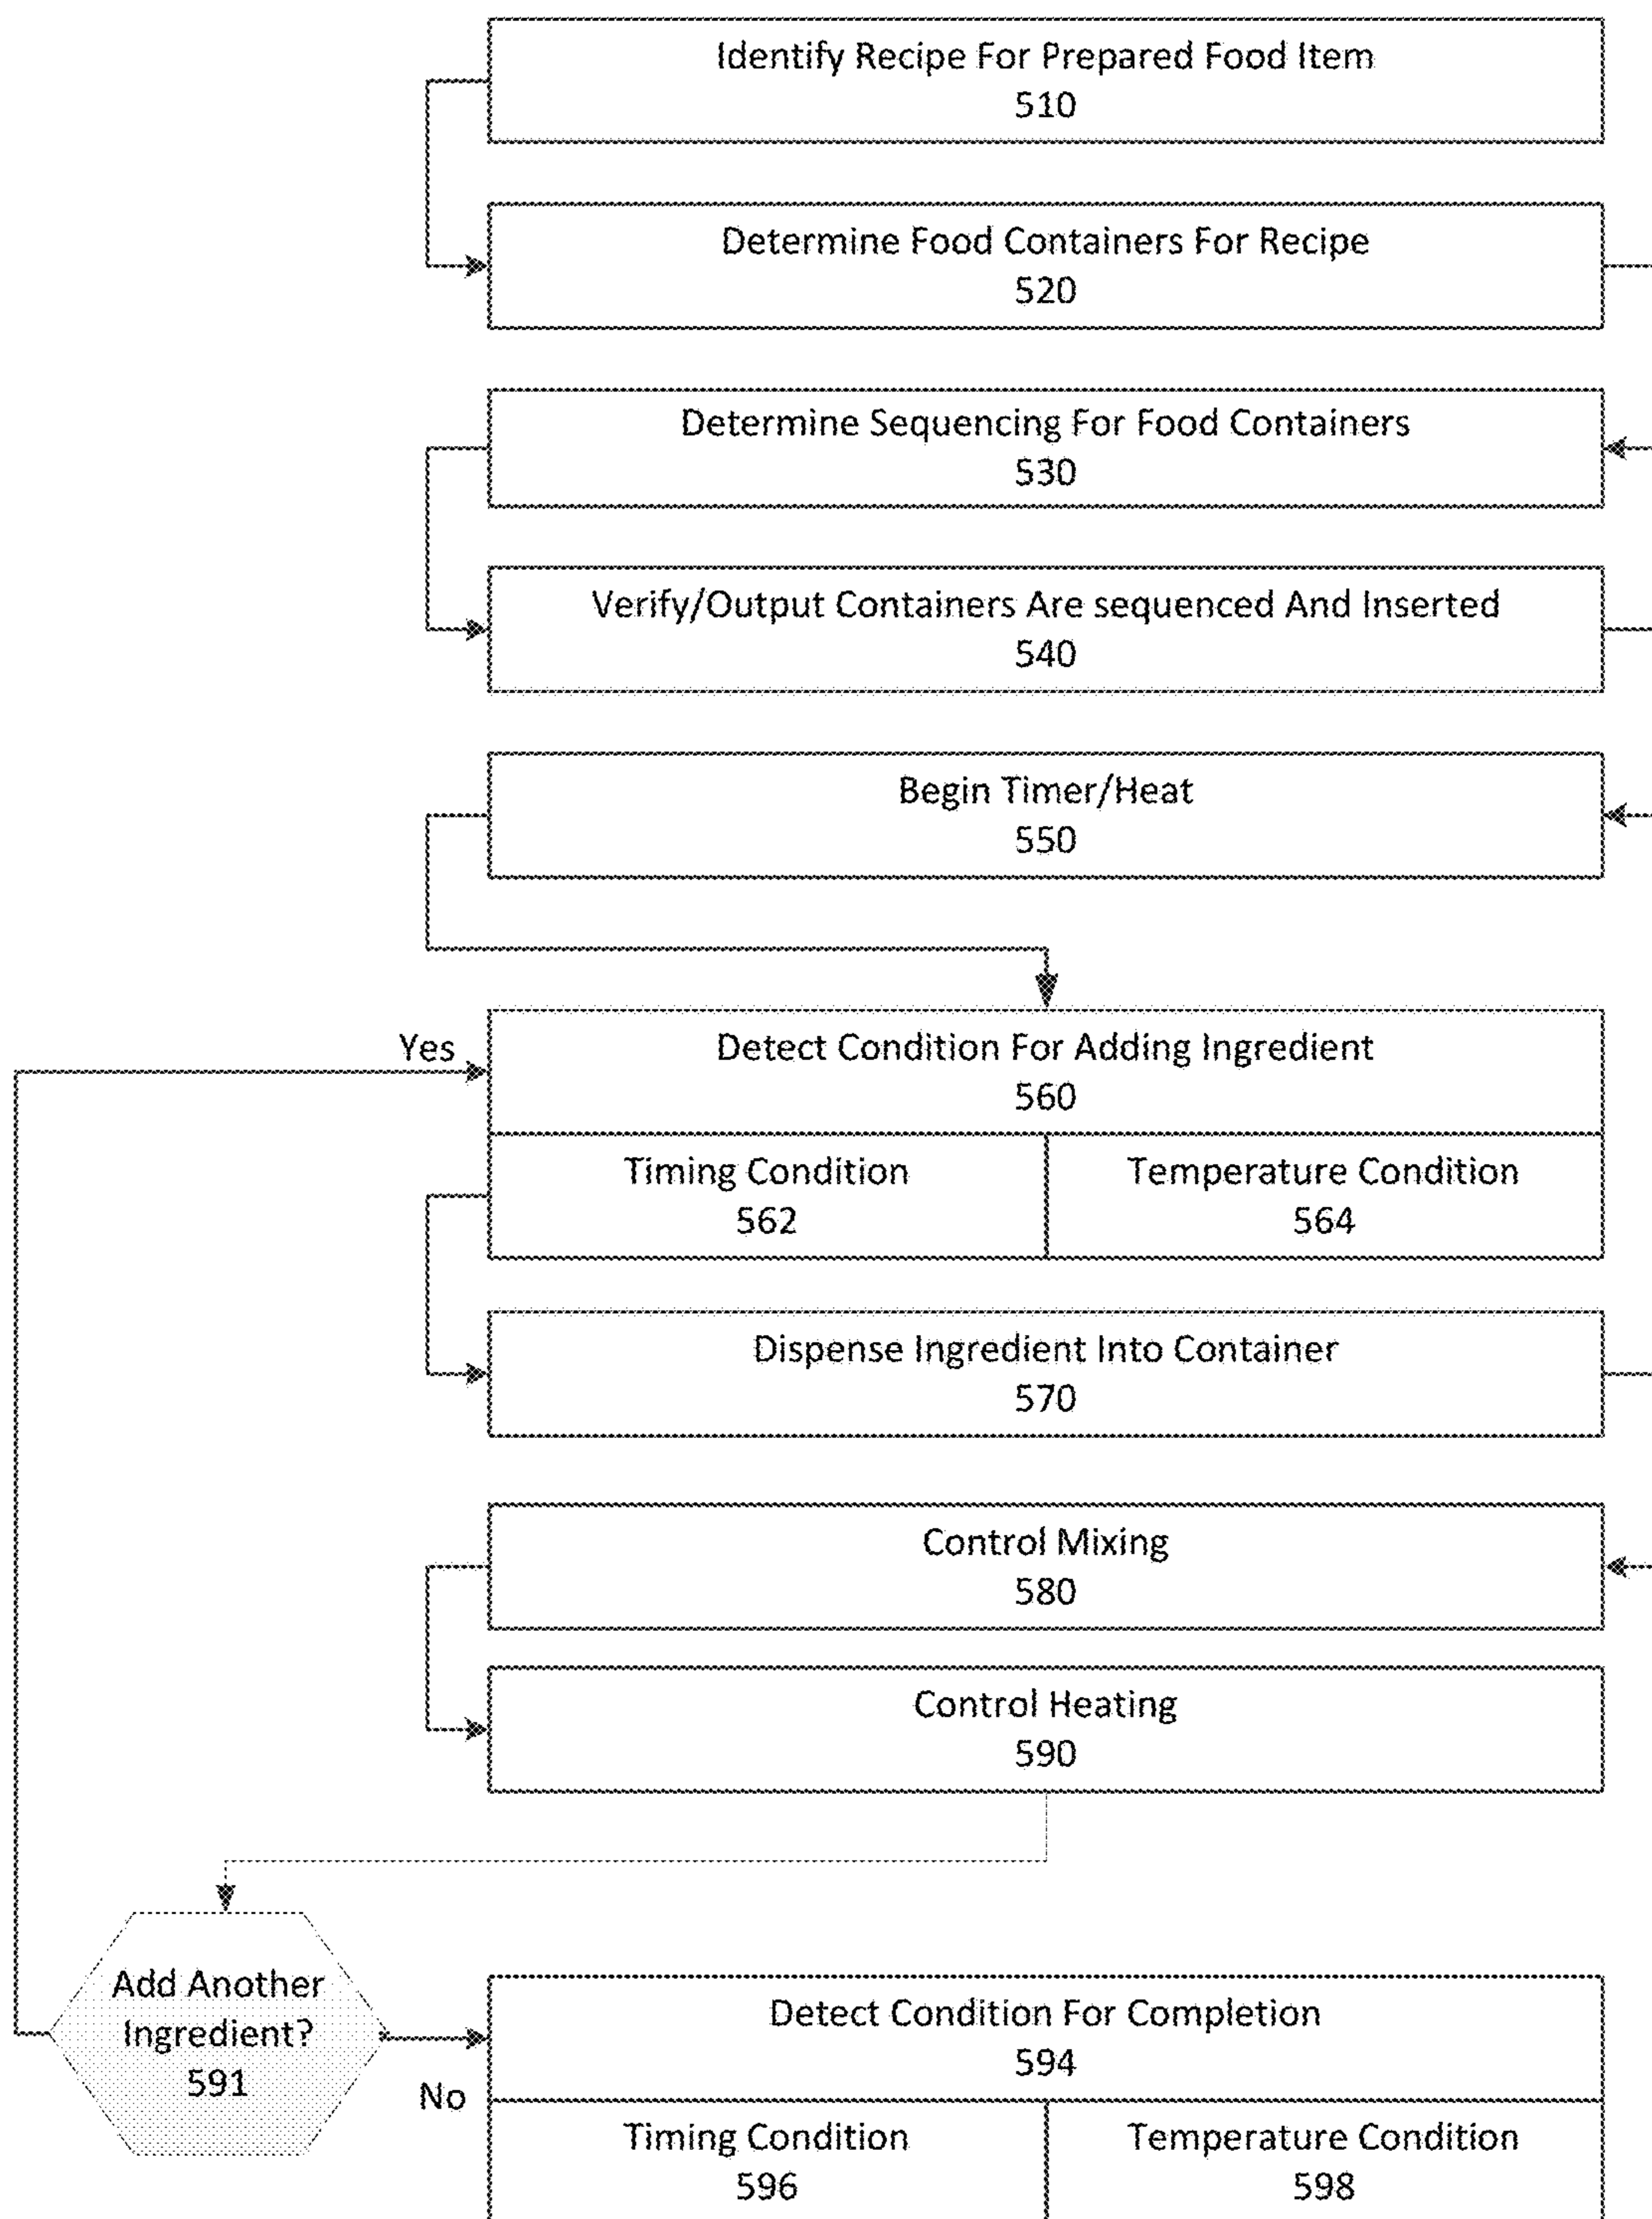 Identify Recipe For Prepared Food Item
510
Determine Food Containers For Recipe
520
Determine Sequencing For Food Containers
530
Verify/Output Containers Are sequenced And Inserted
540
Begin Timer/Heat
550
Yes
Detect Condition For Adding Ingredient
560
Timing Condition
562
Temperature Condition
564
Dispense Ingredient Into Container
570
Control Mixing
580
Control Heating
590
Add Another
Ingredient?
591
No
Detect Condition For Completion
594
Timing Condition
596
Temperature Condition
598